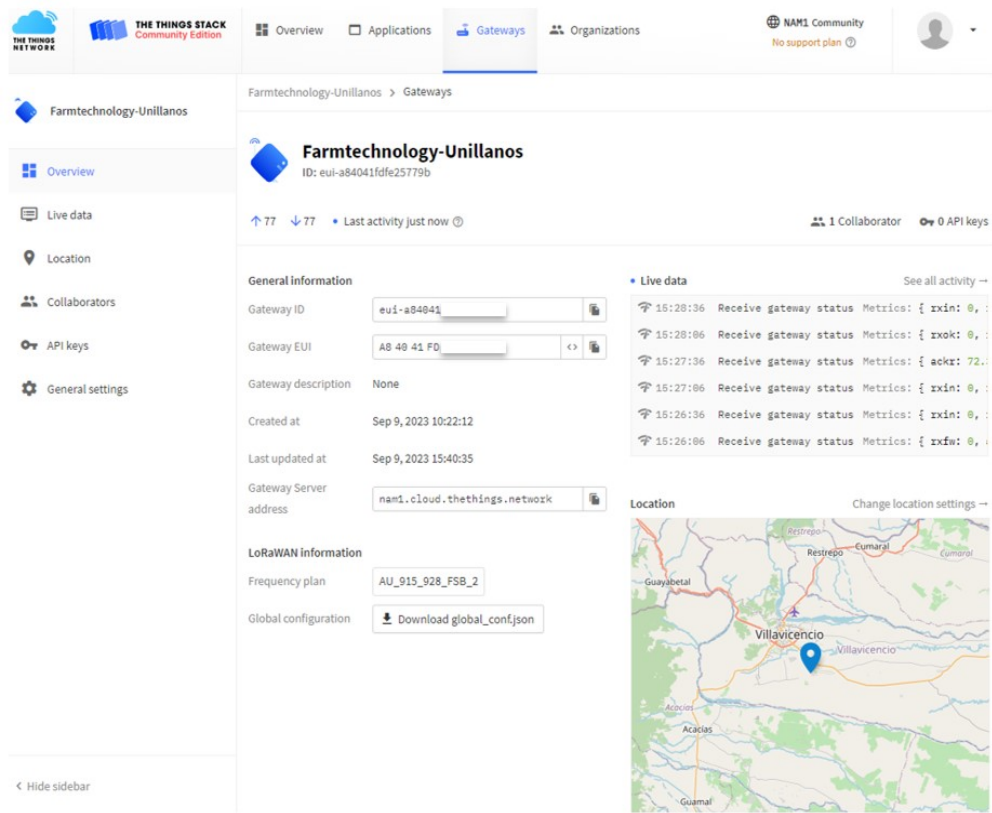 THE THINGS
NETWORK
THE THINGS STACK
Community Edition
Overview
Applications
Gateways
Organizations
NAM1 Community
No support plan
Farmtechnology-Unillanos
Overview
Live data
Location
Collaborators
API keys
General settings
Hide sidebar
Farmtechnology-Unillanos > Gateways
Farmtechnology-Unillanos
ID: eui-a84041fdfe25779b
↑ 77 ↓ 77 • Last activity just now
1 Collaborator
0 API keys
General information
Gateway ID eui-a84041
Gateway EUI A8 40 41 FD
Gateway description None
Created at Sep 9, 2023 10:22:12
Last updated at Sep 9, 2023 15:40:35
Gateway Server
address
nam1.cloud.thethings.network
LoRaWAN information
Frequency plan AU_915_928_FSB_2
Global configuration Download global_conf.json
• Live data See all activity →
15:28:36 Receive gateway status Metrics: { rxin: 0,
15:28:06 Receive gateway status Metrics: { rxok: 0,
15:27:36 Receive gateway status Metrics: { ackr: 72.
15:27:06 Receive gateway status Metrics: { rxin: 0,
15:26:36 Receive gateway status Metrics: { rxin: 0,
15:26:06 Receive gateway status Metrics: { rxfw: 0,
Location Change location settings →
Restrepo
Restrepo
Cumaral
Cumaral
Guayabetal
Villavicencio
Villavicencio
Acacías
Acacías
Guamal